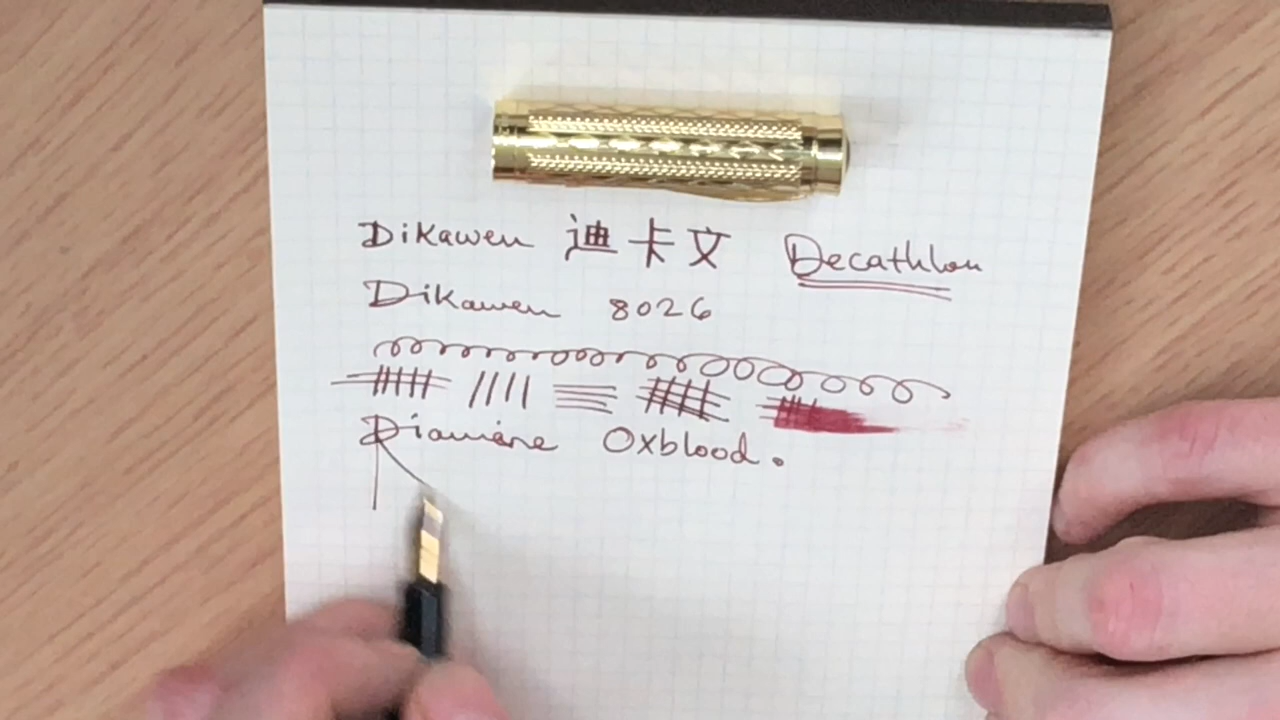 Dikawen 迪卡文 Decathlon
Dikawen 8026
Diamine Oxblood.